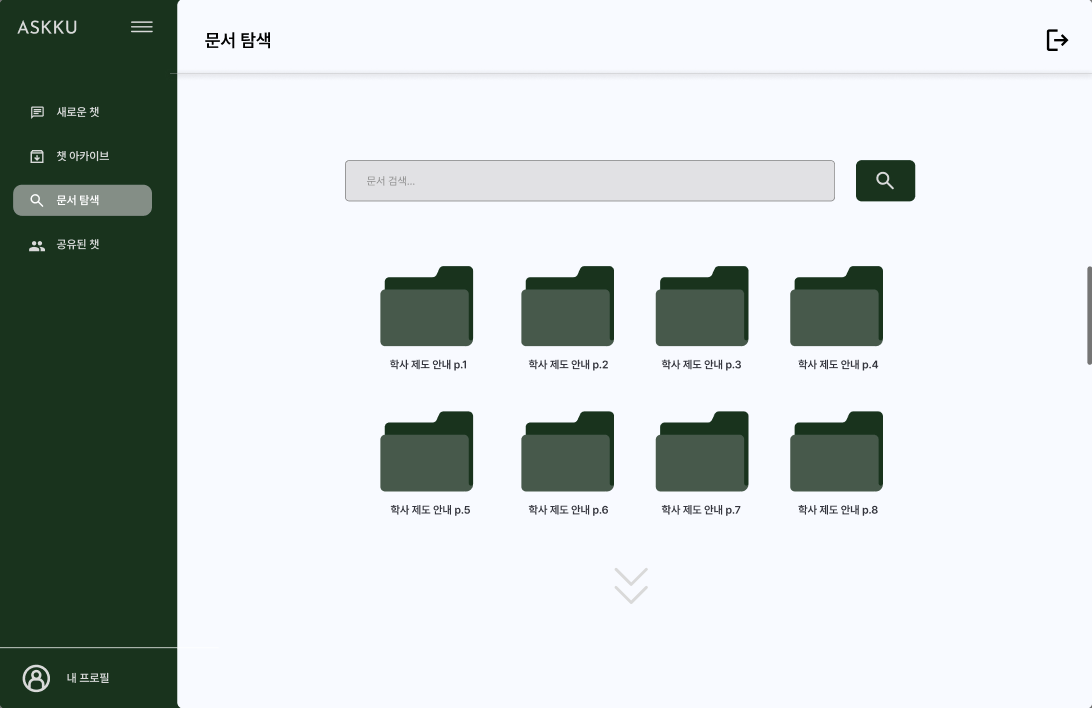 ASKKU
문서 탐색
새로운 챗
챗 아카이브
문서 탐색
공유된 챗
문서 검색...
학사 제도 안내 p.1
학사 제도 안내 p.2
학사 제도 안내 p.3
학사 제도 안내 p.4
학사 제도 안내 p.5
학사 제도 안내 p.6
학사 제도 안내 p.7
학사 제도 안내 p.8
내 프로필